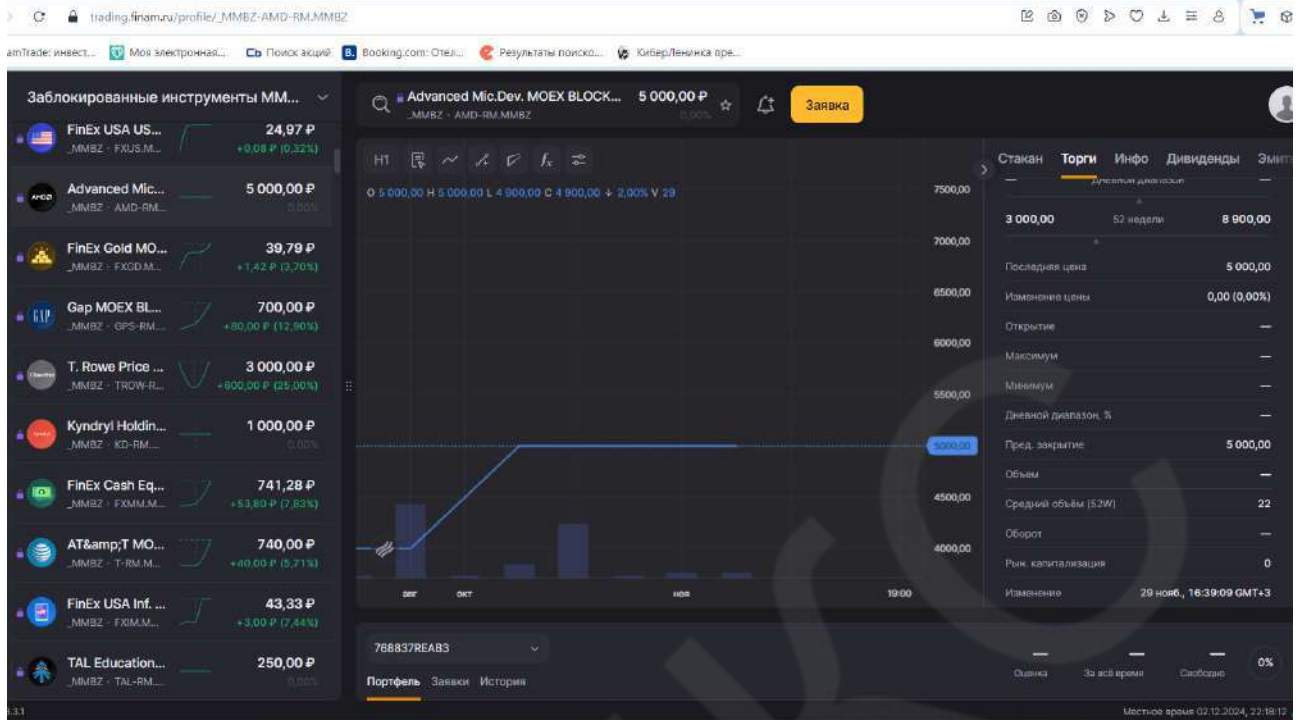 trading.finam.ru/profile/_MMBZ-AMD-RM.MMBZ
amTrade: инвест... Моя электронная... Поиск акций Booking.com: Отел... Результаты поиско... КиберЛенинка пре...
Заблокированные инструменты ММ...
FinEx USA US... 24,97 ₽
_MMBZ · FXUS.M... +0,08 ₽ (0,32%)
Advanced Mic... 5 000,00 ₽
_MMBZ · AMD-RM.... 0,00%
FinEx Gold MO... 39,79 ₽
_MMBZ · FXGD.M... +1,42 ₽ (3,70%)
Gap MOEX BL... 700,00 ₽
_MMBZ · GPS-RM.... +80,00 ₽ (12,90%)
T. Rowe Price ... 3 000,00 ₽
_MMBZ · TROW-R... +600,00 ₽ (25,00%)
Kyndryl Holdin... 1 000,00 ₽
_MMBZ · KD-RM.... 0,00%
FinEx Cash Eq... 741,28 ₽
_MMBZ · FXMM.M... +53,80 ₽ (7,83%)
AT&amp;T MO... 740,00 ₽
_MMBZ · T-RM.M... +40,00 ₽ (5,71%)
FinEx USA Inf. ... 43,33 ₽
_MMBZ · FXIM.M... +3,00 ₽ (7,44%)
TAL Education... 250,00 ₽
_MMBZ · TAL-RM.... 0,00%
Advanced Mic.Dev. MOEX BLOCK... 5 000,00 ₽
_MMBZ · AMD-RM.MMBZ 0,00%
Заявка
H1
O 5 000,00 H 5 000,00 L 4 900,00 C 4 900,00 ↓ 2,00% V 29
7500,00
7000,00
6500,00
6000,00
5500,00
5000,00
4500,00
4000,00
авг окт ноя 19:00
Стакан Торги Инфо Дивиденды Эмит
Дневной диапазон
3 000,00 52 недели 8 900,00
Последняя цена 5 000,00
Изменение цены 0,00 (0,00%)
Открытие —
Максимум —
Минимум —
Дневной диапазон, % —
Пред. закрытие 5 000,00
Объём —
Средний объём (52W) 22
Оборот —
Рын. капитализация 0
Изменение 29 нояб., 16:39:09 GMT+3
768837REAB3
Портфель Заявки История
— — — 0%
Оценка За всё время Свободно
Местное время 02.12.2024, 22:18:12